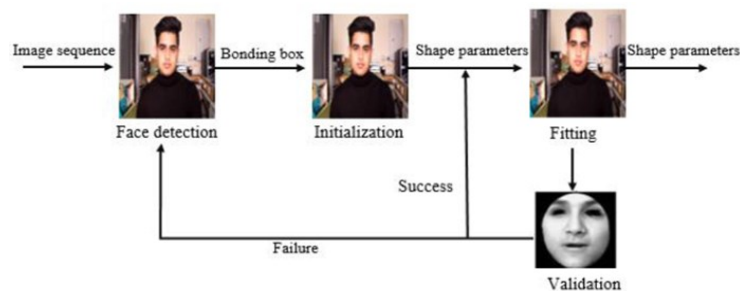 Image sequence
Bonding box
Shape parameters
Shape parameters
Face detection
Initialization
Fitting
Success
Failure
Validation